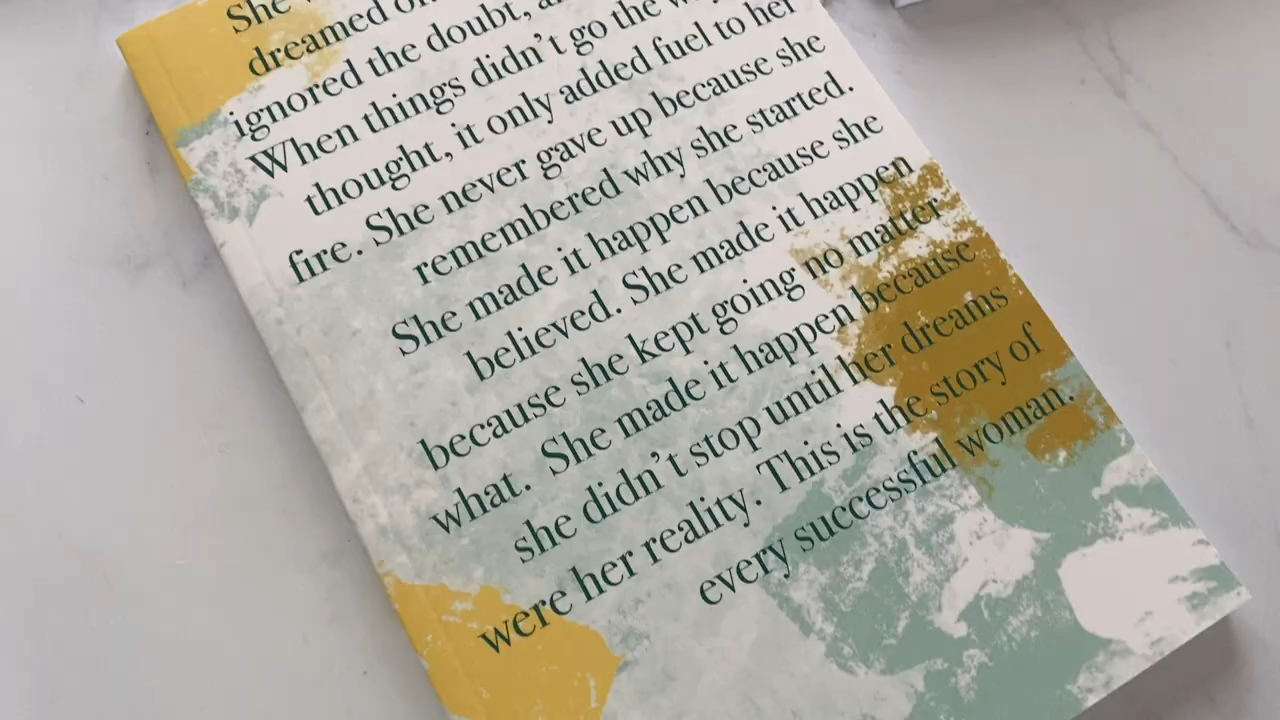 She
dreamed
ignored the doubt,
When things didn't go the
thought, it only added fuel to her
fire. She never gave up because she
remembered why she started.
She made it happen because she
believed. She made it happen
because she kept going no matter
what. She made it happen because
she didn't stop until her dreams
were her reality. This is the story of
every successful woman.